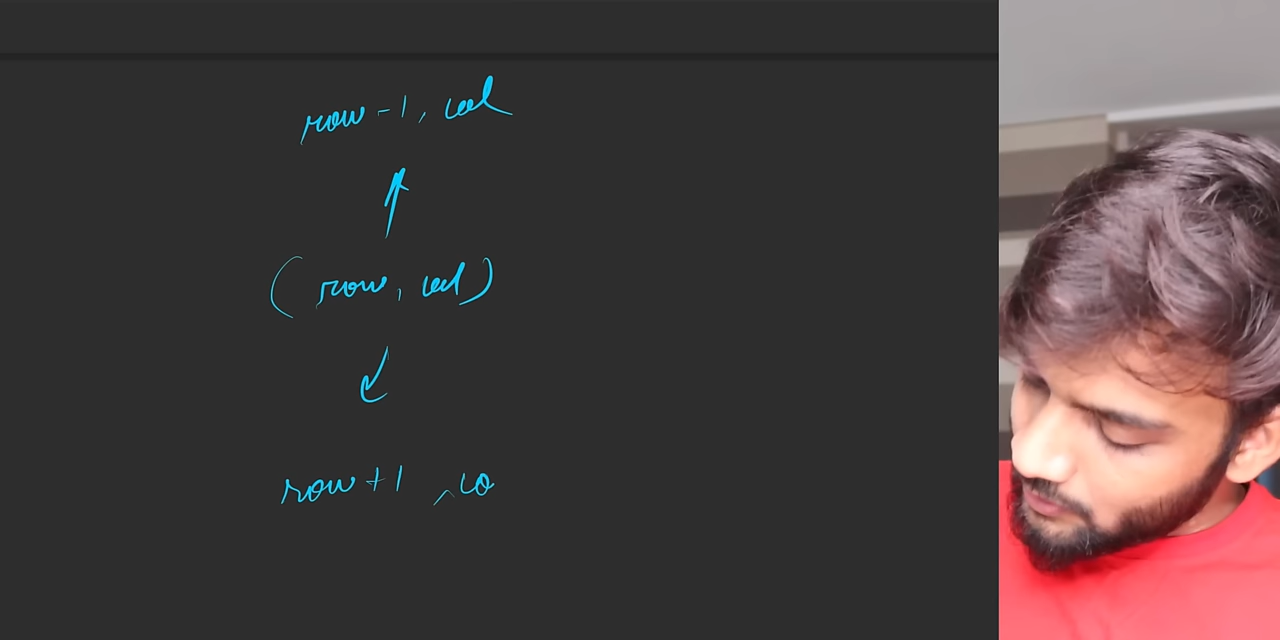 row - 1, col
(row, col)
row + 1, co